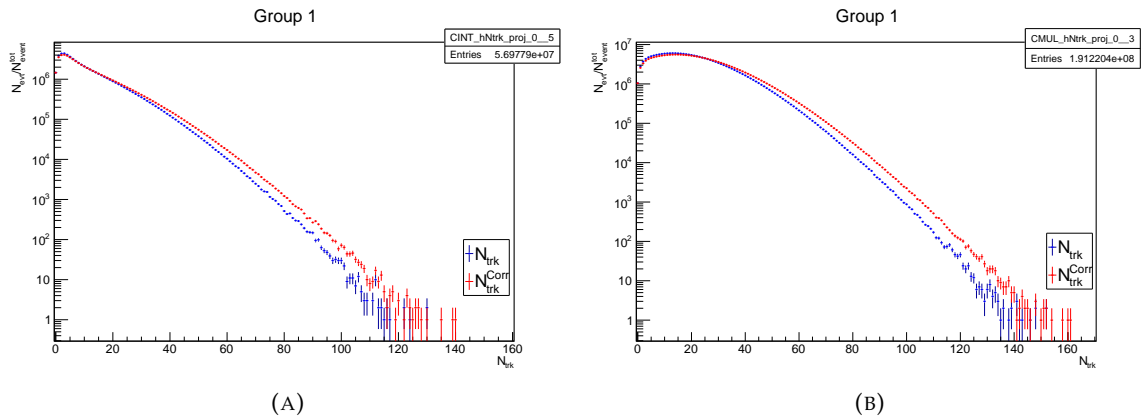 Group 1
CINT_hNtrk_proj_0__5
Entries 5.69779e+07
N_evt/N_event^tot
10^6
10^5
10^4
10^3
10^2
10
1
N_trk
N_trk^Corr
0 20 40 60 80 100 120 140 160
N_trk
(A)
Group 1
CMUL_hNtrk_proj_0__3
Entries 1.912204e+08
N_evt/N_event^tot
10^7
10^6
10^5
10^4
10^3
10^2
10
1
N_trk
N_trk^Corr
0 20 40 60 80 100 120 140 160
N_trk
(B)